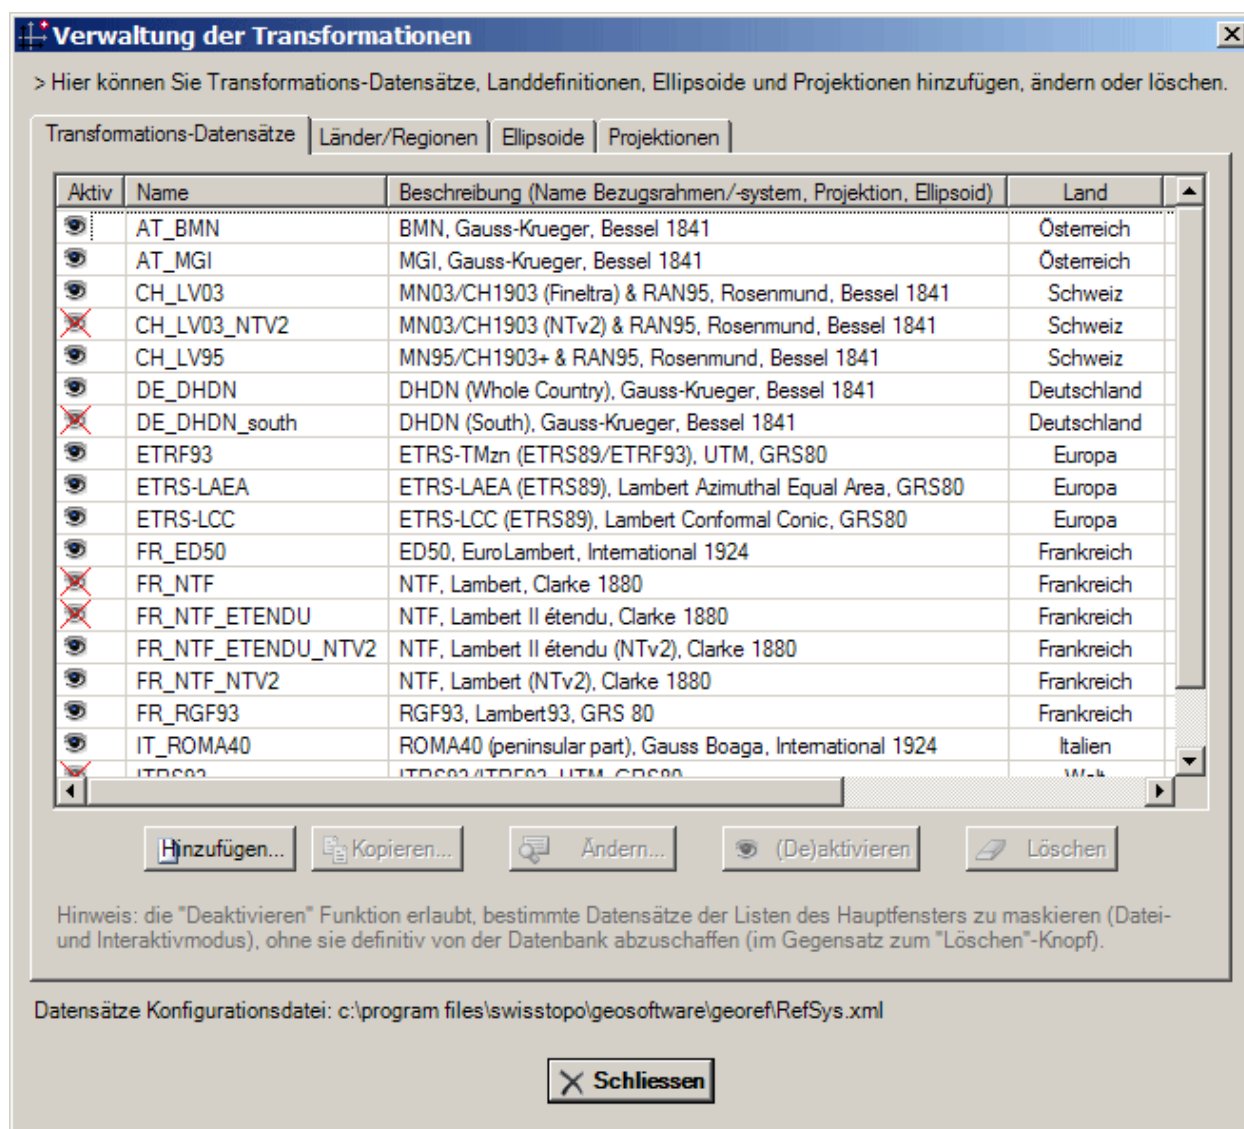 Verwaltung der Transformationen
> Hier können Sie Transformations-Datensätze, Landdefinitionen, Ellipsoide und Projektionen hinzufügen, ändern oder löschen.
Transformations-Datensätze Länder/Regionen Ellipsoide Projektionen
Aktiv Name Beschreibung (Name Bezugsrahmen/-system, Projektion, Ellipsoid) Land
AT_BMN BMN, Gauss-Krueger, Bessel 1841 Österreich
AT_MGI MGI, Gauss-Krueger, Bessel 1841 Österreich
CH_LV03 MN03/CH1903 (Fineltra) & RAN95, Rosenmund, Bessel 1841 Schweiz
CH_LV03_NTV2 MN03/CH1903 (NTv2) & RAN95, Rosenmund, Bessel 1841 Schweiz
CH_LV95 MN95/CH1903+ & RAN95, Rosenmund, Bessel 1841 Schweiz
DE_DHDN DHDN (Whole Country), Gauss-Krueger, Bessel 1841 Deutschland
DE_DHDN_south DHDN (South), Gauss-Krueger, Bessel 1841 Deutschland
ETRF93 ETRS-TMzn (ETRS89/ETRF93), UTM, GRS80 Europa
ETRS-LAEA ETRS-LAEA (ETRS89), Lambert Azimuthal Equal Area, GRS80 Europa
ETRS-LCC ETRS-LCC (ETRS89), Lambert Conformal Conic, GRS80 Europa
FR_ED50 ED50, EuroLambert, International 1924 Frankreich
FR_NTF NTF, Lambert, Clarke 1880 Frankreich
FR_NTF_ETENDU NTF, Lambert II étendu, Clarke 1880 Frankreich
FR_NTF_ETENDU_NTV2 NTF, Lambert II étendu (NTv2), Clarke 1880 Frankreich
FR_NTF_NTV2 NTF, Lambert (NTv2), Clarke 1880 Frankreich
FR_RGF93 RGF93, Lambert93, GRS 80 Frankreich
IT_ROMA40 ROMA40 (peninsular part), Gauss Boaga, International 1924 Italien
ITRS93 ITRS93/ITRF93, UTM, GRS80 Welt
Hinzufügen... Kopieren... Ändern... (De)aktivieren Löschen
Hinweis: die "Deaktivieren" Funktion erlaubt, bestimmte Datensätze der Listen des Hauptfensters zu maskieren (Datei-
und Interaktivmodus), ohne sie definitiv von der Datenbank abzuschaffen (im Gegensatz zum "Löschen"-Knopf).
Datensätze Konfigurationsdatei: c:\program files\swisstopo\geosoftware\georef\RefSys.xml
Schliessen